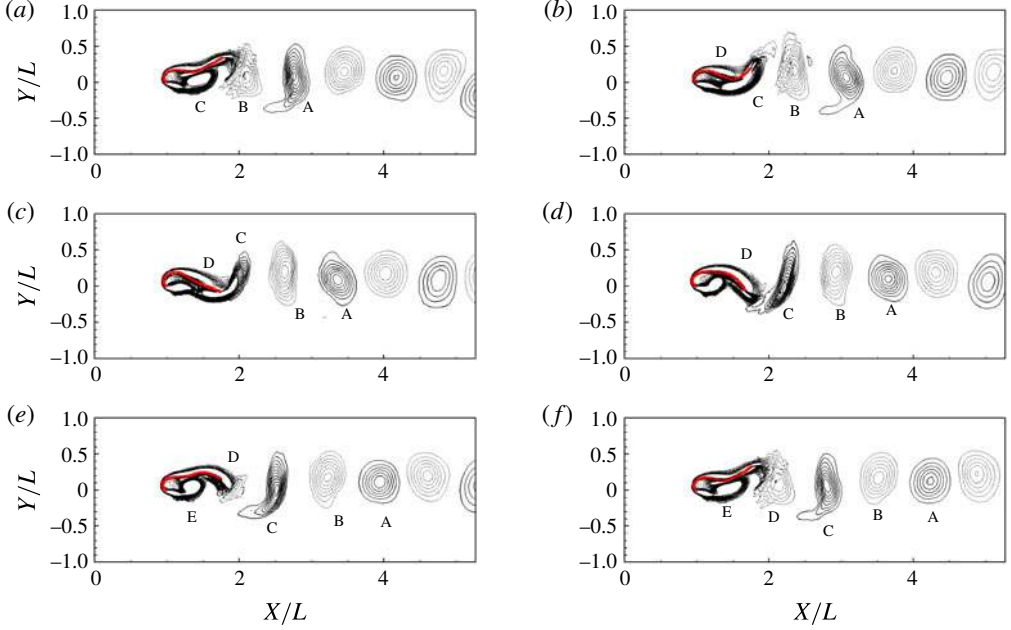 (a) (b)
1.0 1.0
0.5 D 0.5
Y/L 0 0
−0.5 C B A −0.5 C B A
−1.0 −1.0
0 2 4 0 2 4
(c) (d)
1.0 1.0
0.5 D C 0.5 D
Y/L 0 0
−0.5 B A −0.5 C B A
−1.0 −1.0
0 2 4 0 2 4
(e) (f)
1.0 1.0
0.5 D 0.5
Y/L 0 0
−0.5 E C B A −0.5 E D C B A
−1.0 −1.0
0 2 4 0 2 4
X/L X/L